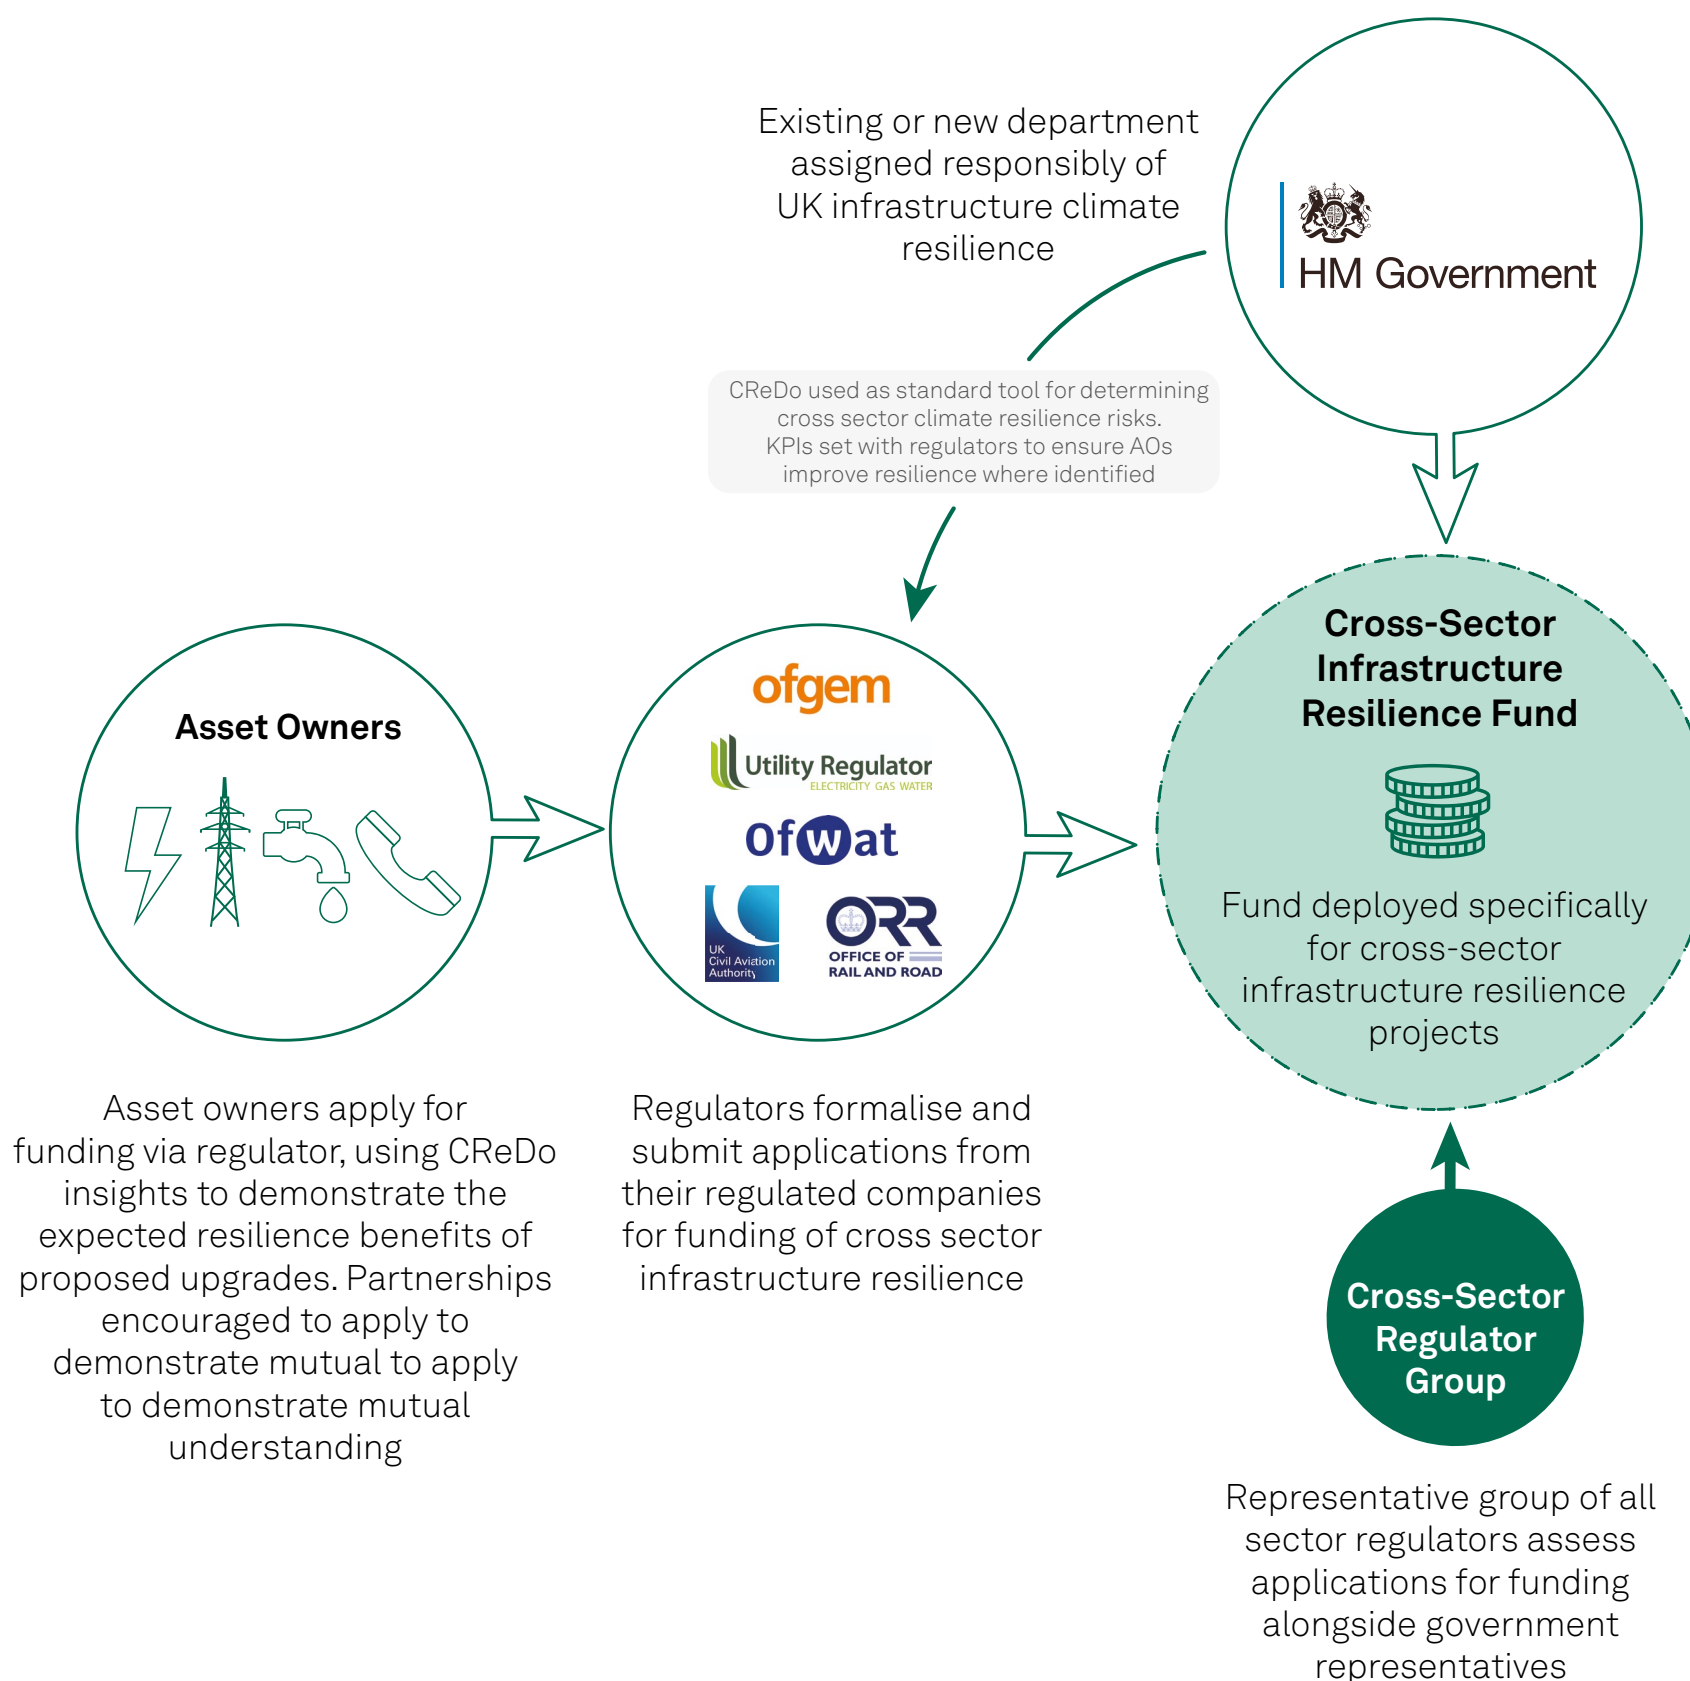 Existing or new department
assigned responsibly of
UK infrastructure climate
resilience
HM Government
CReDo used as standard tool for determining
cross sector climate resilience risks.
KPIs set with regulators to ensure AOs
improve resilience where identified
Asset Owners
ofgem
Utility Regulator
ELECTRICITY GAS WATER
Ofwat
UK
Civil Aviation
Authority
ORR
OFFICE OF
RAIL AND ROAD
Cross-Sector
Infrastructure
Resilience Fund
Fund deployed specifically
for cross-sector
infrastructure resilience
projects
Asset owners apply for
funding via regulator, using CReDo
insights to demonstrate the
expected resilience benefits of
proposed upgrades. Partnerships
encouraged to apply to
demonstrate mutual to apply
to demonstrate mutual
understanding
Regulators formalise and
submit applications from
their regulated companies
for funding of cross sector
infrastructure resilience
Cross-Sector
Regulator
Group
Representative group of all
sector regulators assess
applications for funding
alongside government
representatives